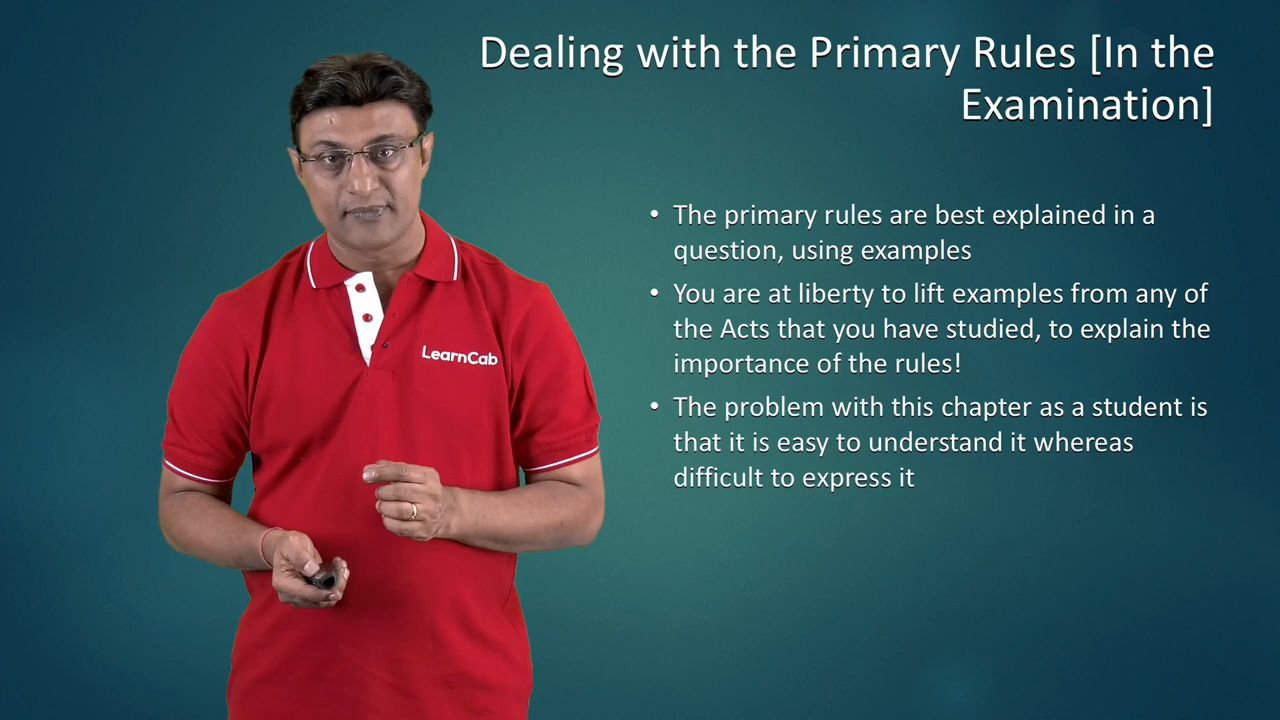 Dealing with the Primary Rules [In the
Examination]
• The primary rules are best explained in a
question, using examples
• You are at liberty to lift examples from any of
the Acts that you have studied, to explain the
importance of the rules!
• The problem with this chapter as a student is
that it is easy to understand it whereas
difficult to express it
LearnCab